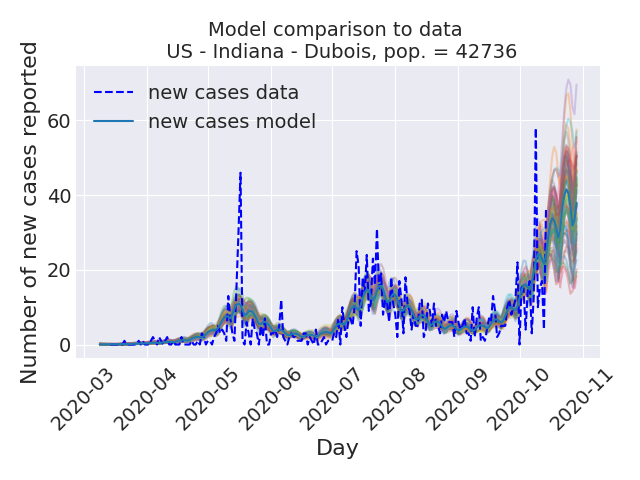 Model comparison to data
US - Indiana - Dubois, pop. = 42736
new cases data
new cases model
Number of new cases reported
60
40
20
0
2020-03
2020-04
2020-05
2020-06
2020-07
2020-08
2020-09
2020-10
2020-11
Day